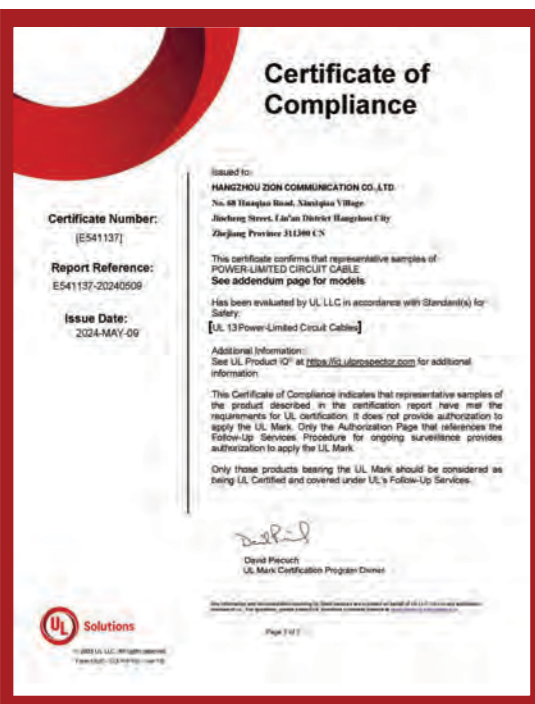 Certificate of
Compliance
Certificate Number:
[E541137]
Report Reference:
E541137-20240509
Issue Date:
2024-MAY-09
Issued to:
HANGZHOU ZION COMMUNICATION CO.,LTD.
No. 68 Huaqiao Road, Village
Jincheng Street, Lin'an District Hangzhou City
Zhejiang Province 311300 CN
This certificate confirms that representative samples of
POWER-LIMITED CIRCUIT CABLE
See addendum page for models
Has been evaluated by UL LLC in accordance with Standard(s) for
Safety:
[UL 13 Power-Limited Circuit Cables]
Additional Information:
See UL Product iQ® at https://iq.ulprospector.com for additional
information
This Certificate of Compliance indicates that representative samples of
the product described in the certification report have met the
requirements for UL certification. It does not provide authorization to
apply the UL Mark. Only the Authorization Page that references the
Follow-Up Services Procedure for ongoing surveillance provides
authorization to apply the UL Mark.
Only those products bearing the UL Mark should be considered as
being UL Certified and covered under UL's Follow-Up Services.
David Piecuch
UL Mark Certification Program Owner
UL Solutions